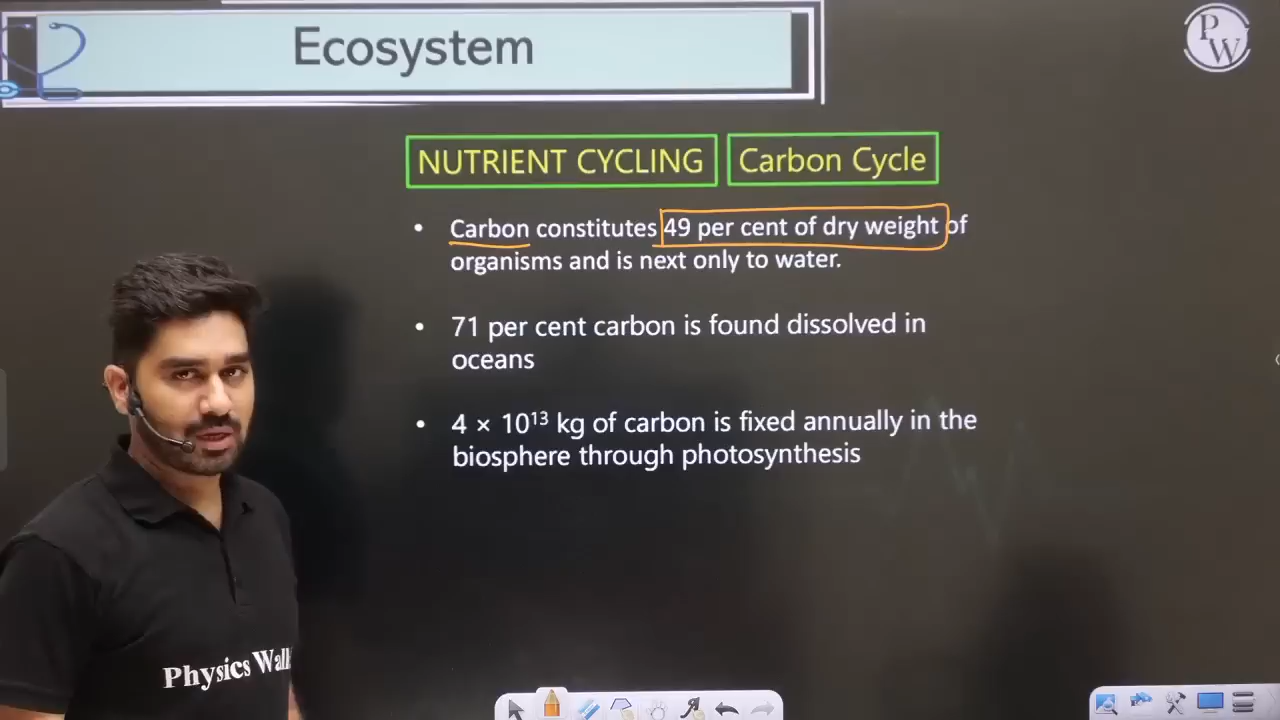 Ecosystem
PW
NUTRIENT CYCLING Carbon Cycle
• Carbon constitutes 49 per cent of dry weight of
organisms and is next only to water.
• 71 per cent carbon is found dissolved in
oceans
• 4 × 10¹³ kg of carbon is fixed annually in the
biosphere through photosynthesis
Physics Wall